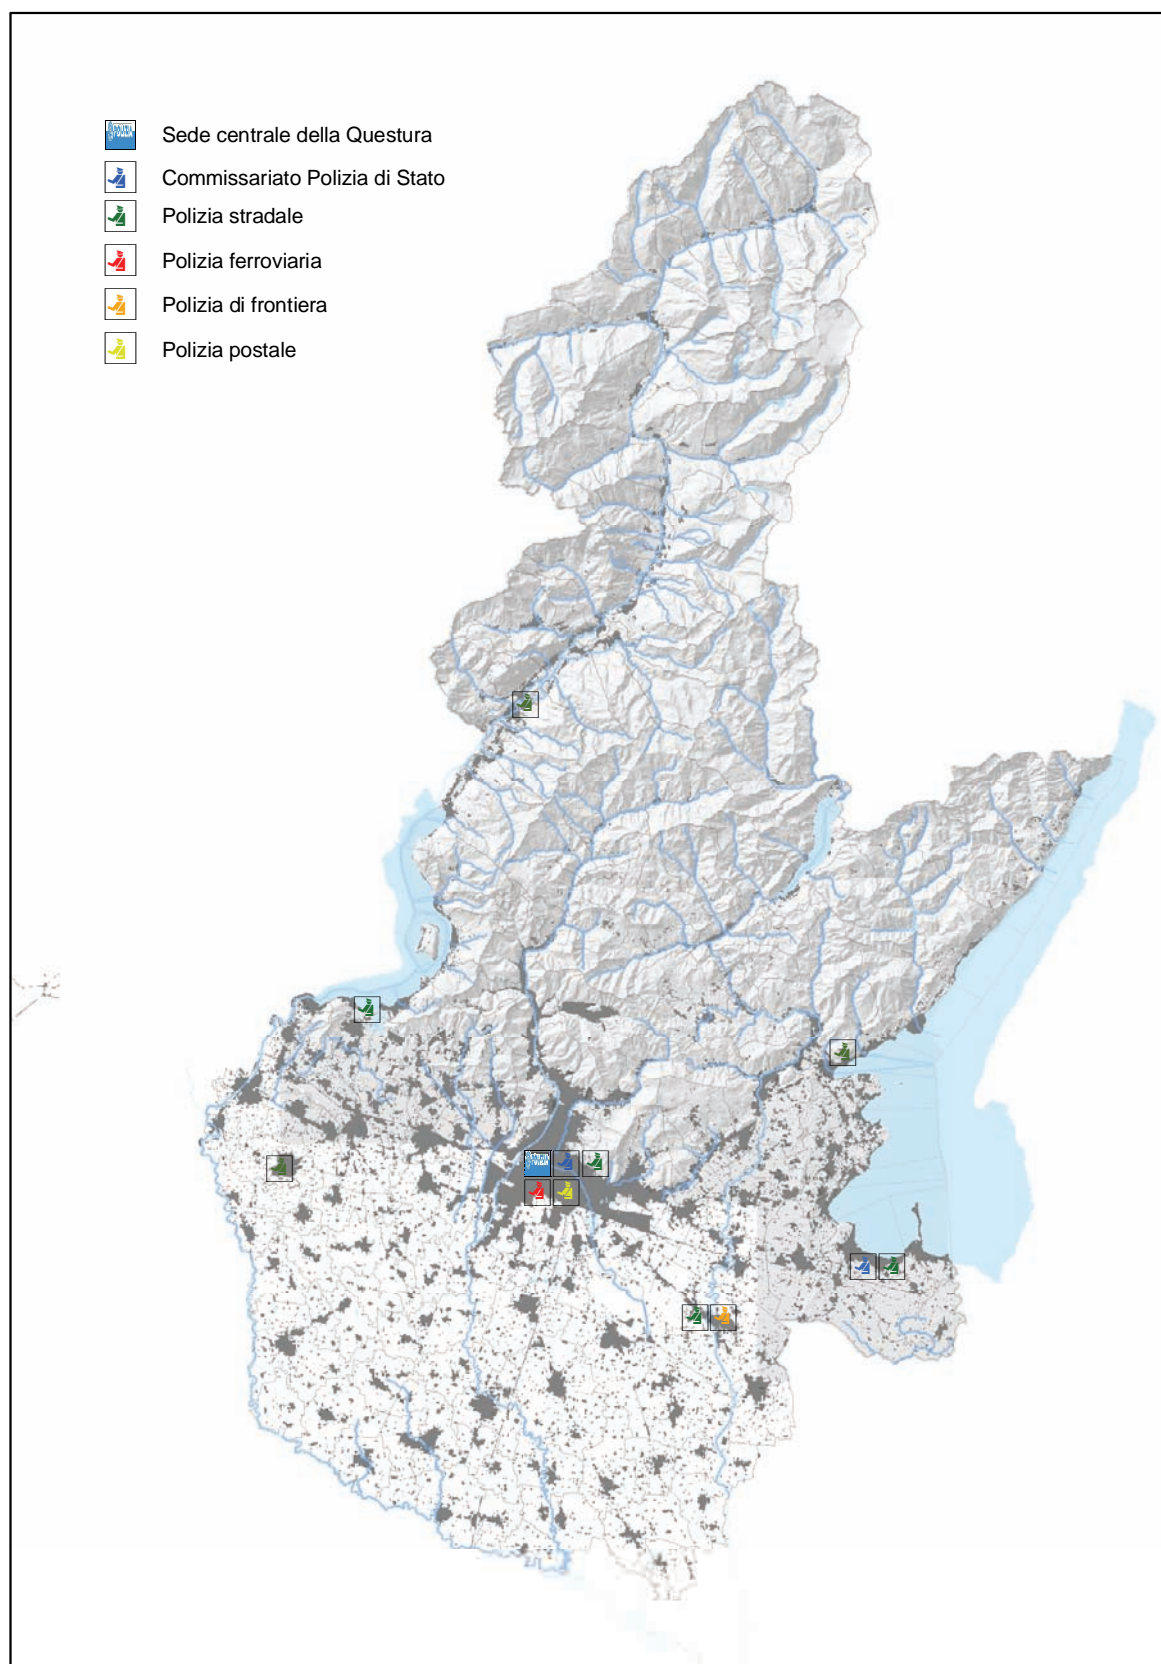 Sede centrale della Questura
Commissariato Polizia di Stato
Polizia stradale
Polizia ferroviaria
Polizia di frontiera
Polizia postale